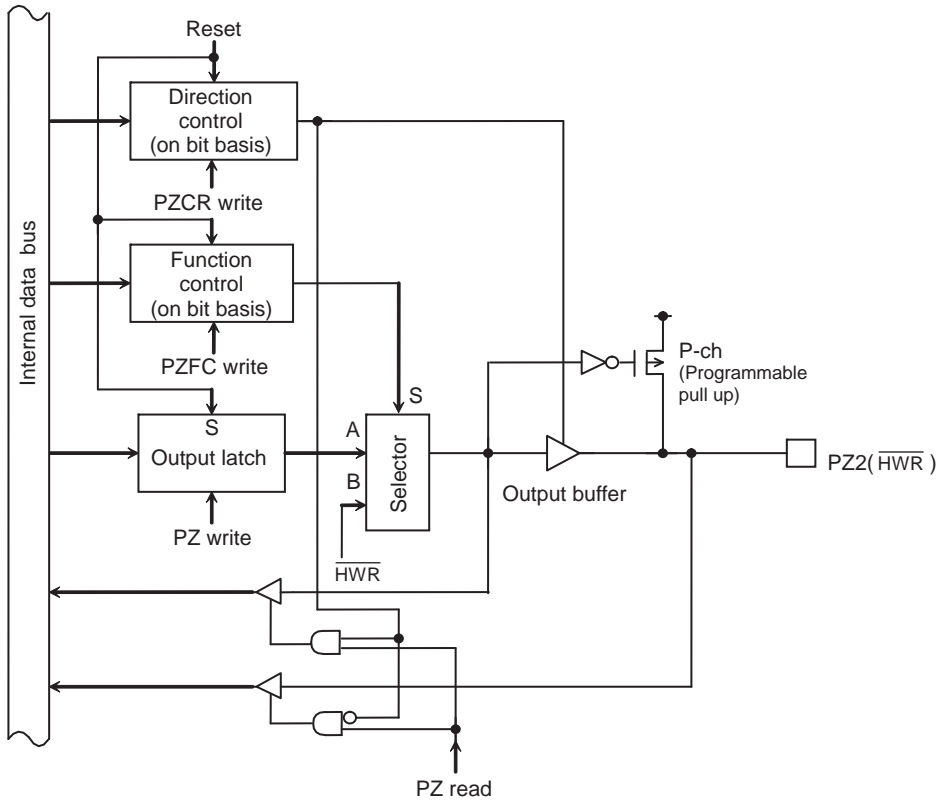 Reset
Direction
control
(on bit basis)
PZCR write
Internal data bus
Function
control
(on bit basis)
P-ch
(Programmable
pull up)
PZFC write
S
S
A
Output latch
B
Selector
Output buffer
PZ2( HWR )
PZ write
HWR
PZ read